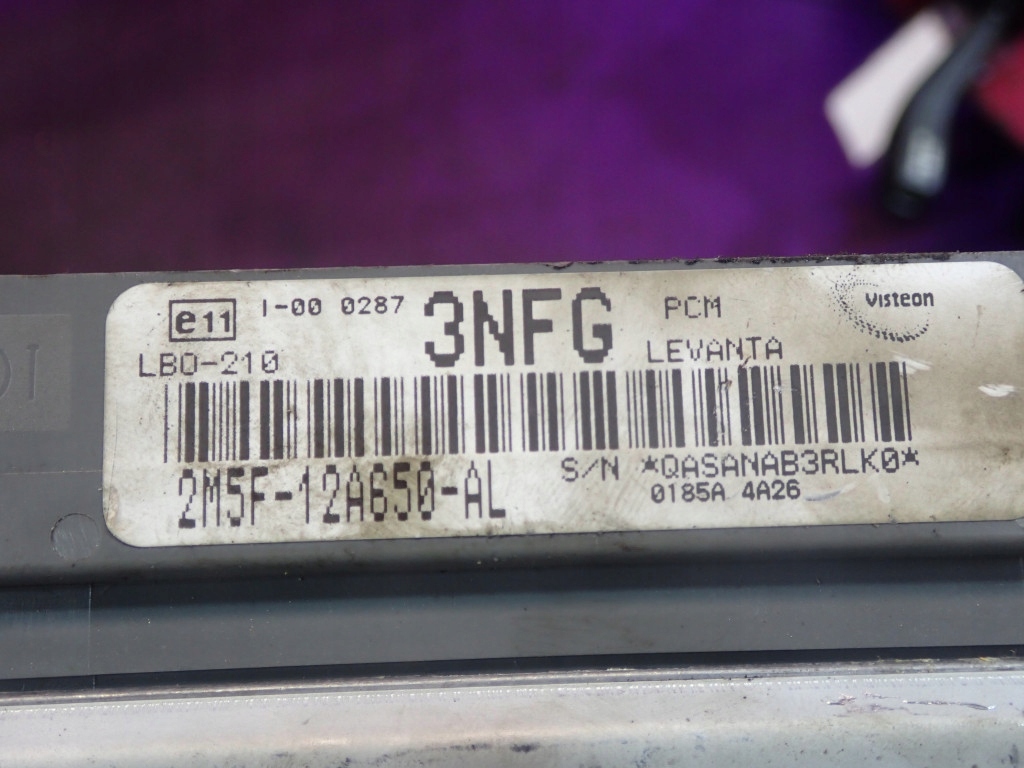 e11 I-00 0287 3NFG PCM Visteon
LBO-210 LEVANTA
2M5F-12A650-AL S/N *QASANAB3RLK0*
0185A 4A26